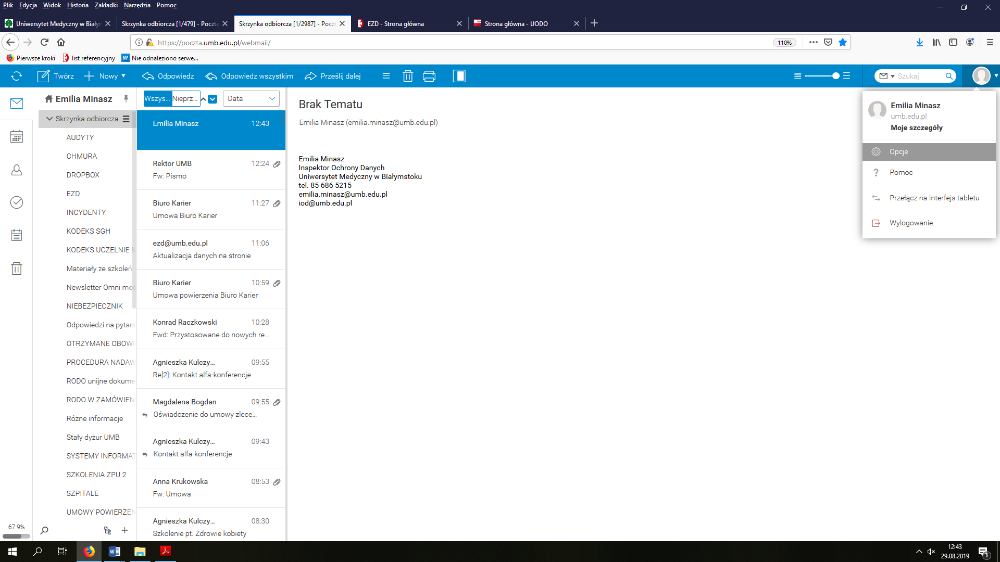 Plik Edycja Widok Historia Zakładki Narzędzia Pomoc
Uniwersytet Medyczny w Białym
Skrzynka odbiorcza [1/479] - Poczta
Skrzynka odbiorcza [1/2987] - Pocz
EZD - Strona główna
Strona główna - UODO
https://poczta.umb.edu.pl/webmail/
110%
Pierwsze kroki list referencyjny Nie odnaleziono serwe...
Twórz Nowy Odpowiedz Odpowiedz wszystkim Prześlij dalej
Szukaj
Emilia Minasz
Skrzynka odbiorcza
AUDYTY
CHMURA
DROPBOX
EZD
INCYDENTY
KODEKS SGH
KODEKS UCZELNIE M
Materiały ze szkoleń
Newsletter Omni mod
NIEBEZPIECZNIK
Odpowiedzi na pytani
OTRZYMANE OBOWI
PROCEDURA NADAW
RODO unijne dokume
RODO W ZAMÓWIEN
Różne informacje
Stały dyżur UMB
SYSTEMY INFORMAT
SZKOLENIA ZPU 2
SZPITALE
UMOWY POWIERZEN
67.9%
Wszys... Nieprz... Data
Emilia Minasz 12:43
Rektor UMB 12:24
Fw: Pismo
Biuro Karier 11:27
Umowa Biuro Karier
ezd@umb.edu.pl 11:06
Aktualizacja danych na stronie
Biuro Karier 10:59
Umowa powierzenia Biuro Karier
Konrad Raczkowski 10:28
Fwd: Przystosowane do nowych re...
Agnieszka Kulczy... 09:55
Re[2]: Kontakt alfa-konferencje
Magdalena Bogdan 09:55
Oświadczenie do umowy zlece...
Agnieszka Kulczy... 09:43
Kontakt alfa-konferencje
Anna Krukowska 08:53
Fw: Umowa
Agnieszka Kulczy... 08:30
Szkolenie pt. Zdrowie kobiety
Brak Tematu
Emilia Minasz (emilia.minasz@umb.edu.pl)
Emilia Minasz
Inspektor Ochrony Danych
Uniwersytet Medyczny w Białymstoku
tel. 85 686 5215
emilia.minasz@umb.edu.pl
iod@umb.edu.pl
Emilia Minasz
umb.edu.pl
Moje szczegóły
Opcje
Pomoc
Przełącz na Interfejs tabletu
Wylogowanie
12:43
29.08.2019
1